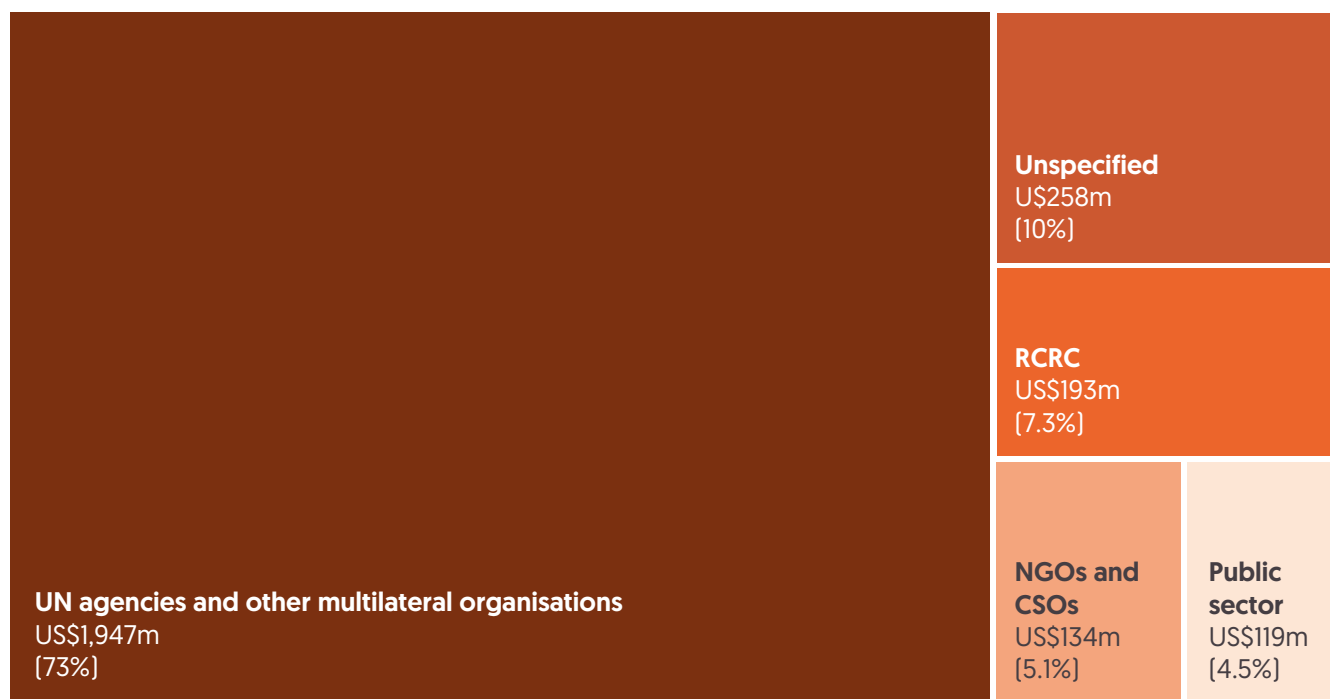 Unspecified
U$258m
(10%)
RCRC
US$193m
(7.3%)
UN agencies and other multilateral organisations
US$1,947m
(73%)
NGOs and
CSOs
US$134m
(5.1%)
Public
sector
US$119m
(4.5%)